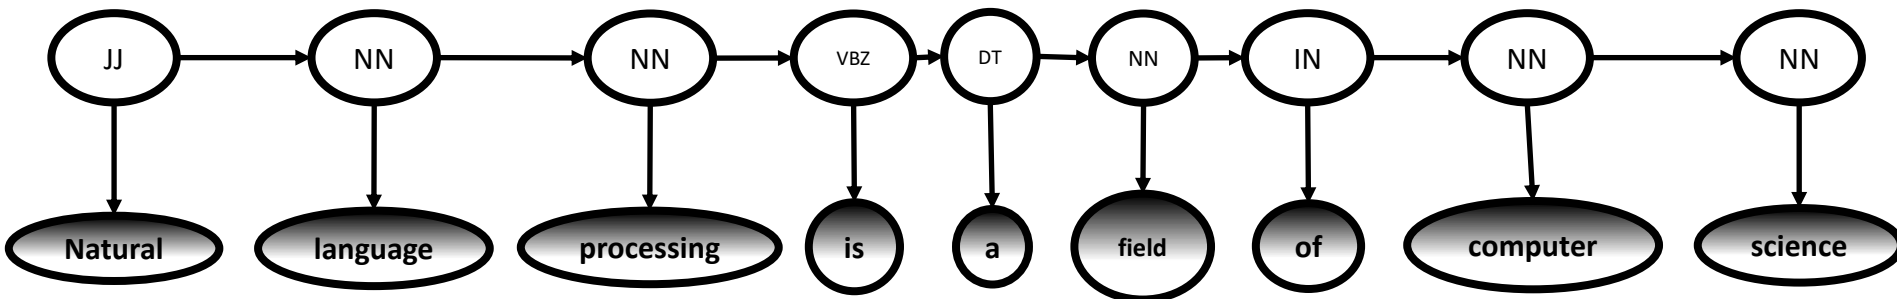 JJ NN NN VBZ DT NN IN NN NN
Natural language processing is a field of computer science